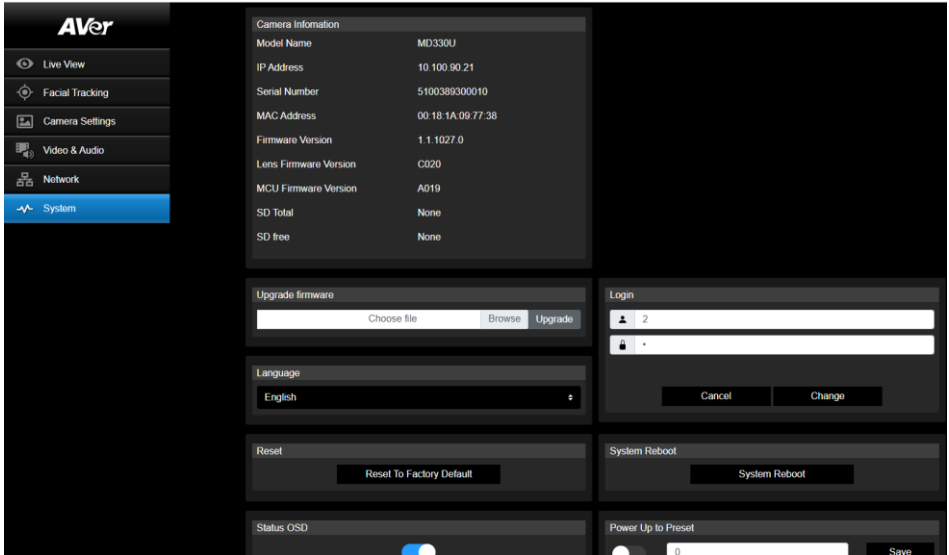 AVer
Live View
Facial Tracking
Camera Settings
Video & Audio
Network
System
Camera Infomation
Model Name MD330U
IP Address 10.100.90.21
Serial Number 5100389300010
MAC Address 00:18:1A:09:77:38
Firmware Version 1.1.1027.0
Lens Firmware Version C020
MCU Firmware Version A019
SD Total None
SD free None
Upgrade firmware
Choose file Browse Upgrade
Login
2
•
Cancel Change
Language
English
Reset
Reset To Factory Default
System Reboot
System Reboot
Status OSD
Power Up to Preset
0 Save